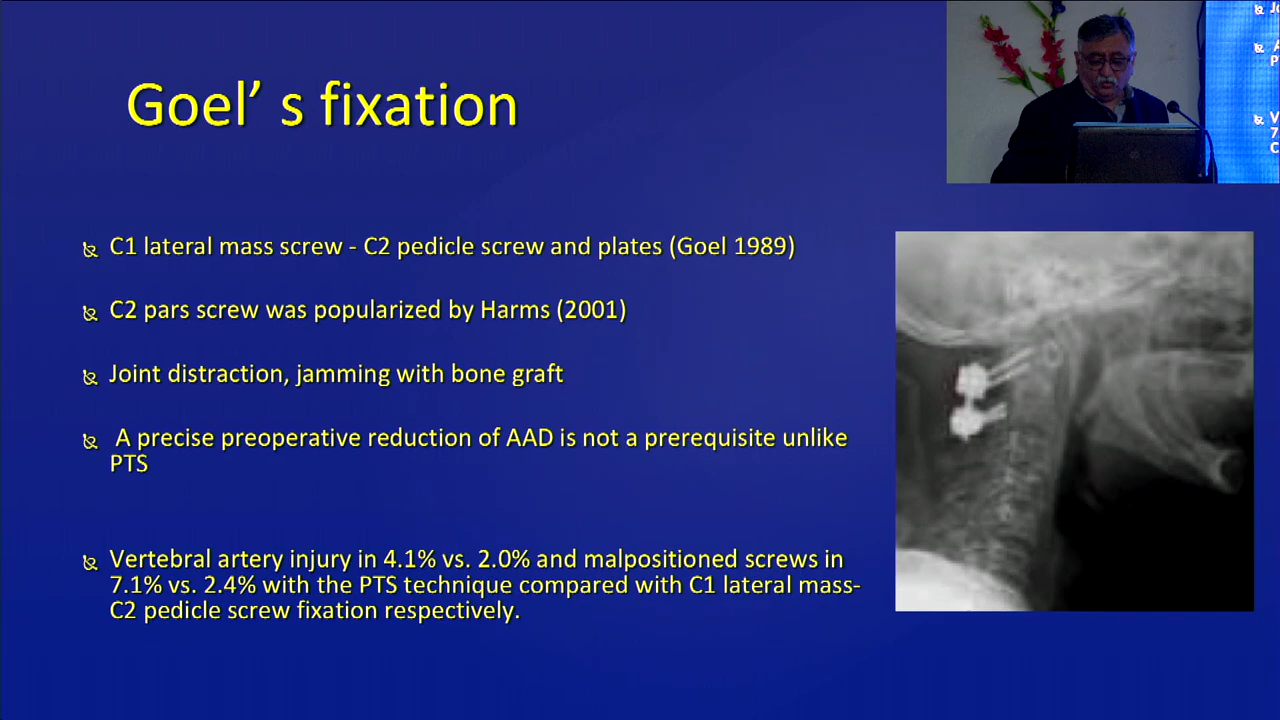 Goel’ s fixation
C1 lateral mass screw - C2 pedicle screw and plates (Goel 1989)
C2 pars screw was popularized by Harms (2001)
Joint distraction, jamming with bone graft
A precise preoperative reduction of AAD is not a prerequisite unlike
PTS
Vertebral artery injury in 4.1% vs. 2.0% and malpositioned screws in
7.1% vs. 2.4% with the PTS technique compared with C1 lateral mass-
C2 pedicle screw fixation respectively.